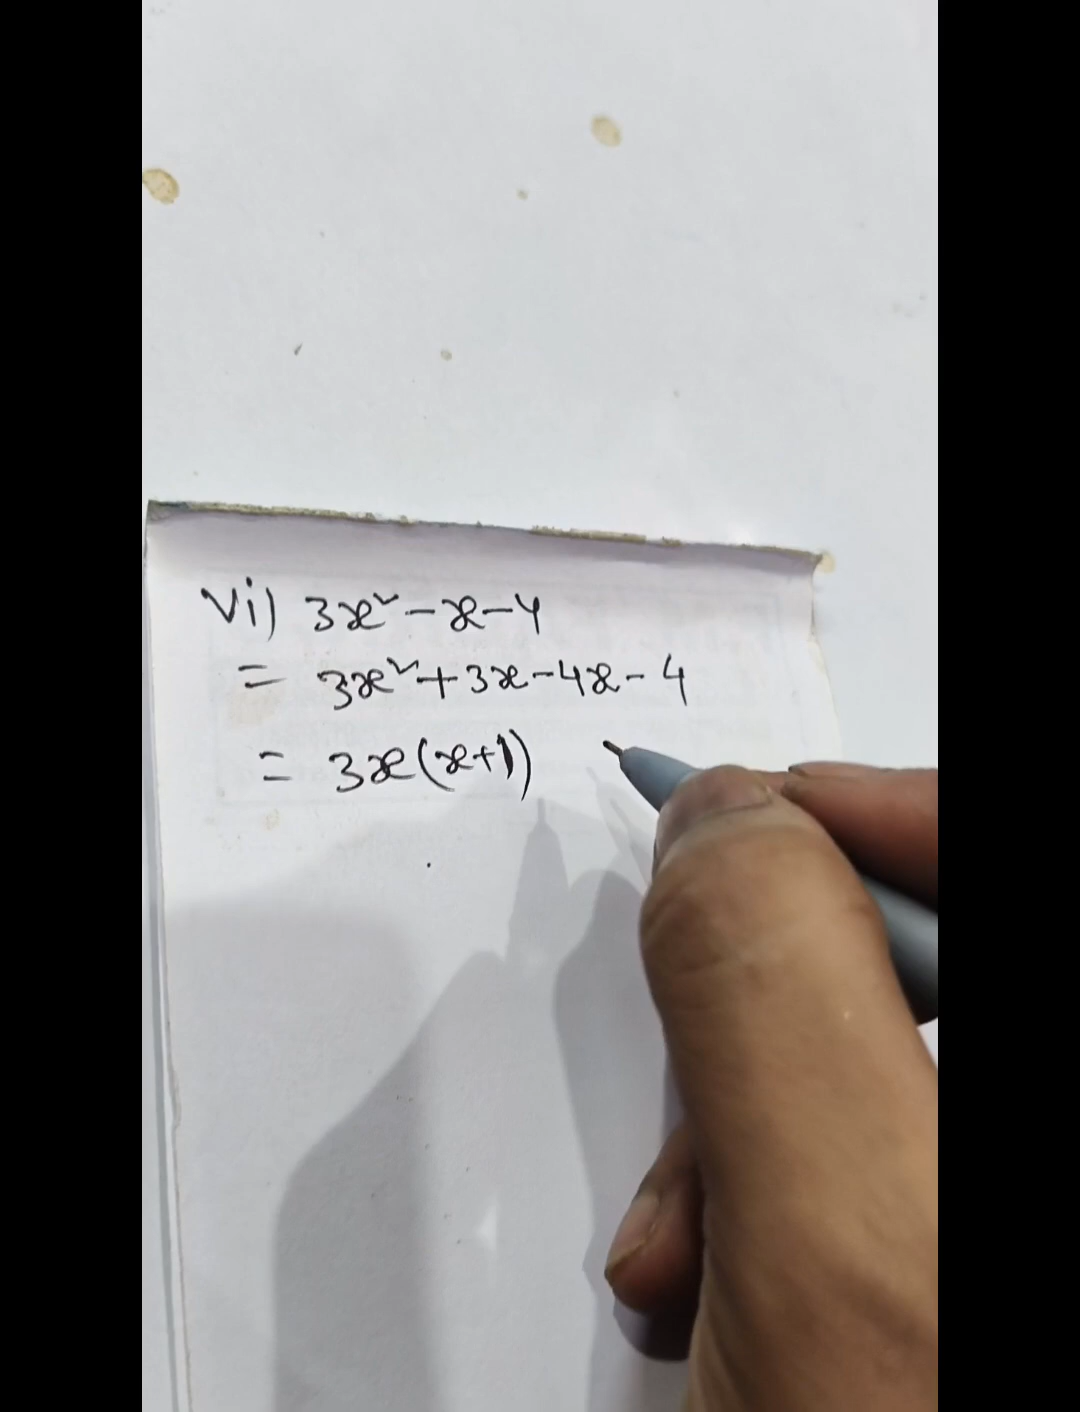 vi) 3x² - x - 4
= 3x² + 3x - 4x - 4
= 3x(x+1)